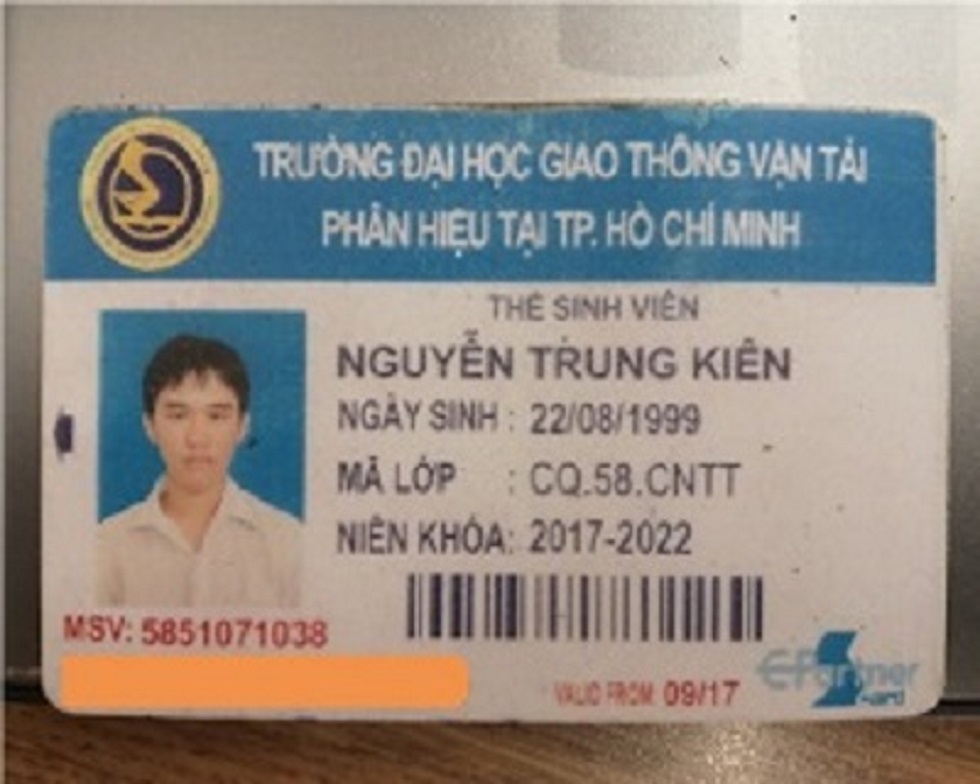 TRƯỜNG ĐẠI HỌC GIAO THÔNG VẬN TẢI
PHÂN HIỆU TẠI TP. HỒ CHÍ MINH
THẺ SINH VIÊN
NGUYỄN TRUNG KIÊN
NGÀY SINH : 22/08/1999
MÃ LỚP : CQ.58.CNTT
NIÊN KHÓA: 2017-2022
MSV: 5851071038
VALID FROM 09/17
E-Partner
card